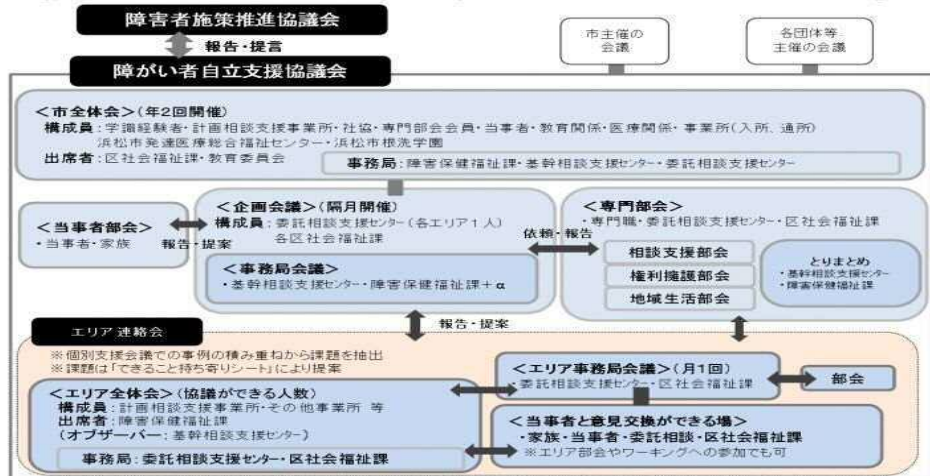 障害者施策推進協議会
報告・提言
障がい者自立支援協議会
市主催の
会議
各団体等
主催の会議
＜市全体会＞(年2回開催)
構成員：学識経験者・計画相談支援事業所・社協・専門部会会員・当事者・教育関係・医療関係・事業所(入所、通所)
浜松市発達医療総合福祉センター・浜松市根洗学園
出席者：区社会福祉課・教育委員会
事務局：障害保健福祉課・基幹相談支援センター・委託相談支援センター
＜当事者部会＞
・当事者・家族
報告・提案
＜企画会議＞(隔月開催)
構成員：委託相談支援センター(各エリア1人)
各区社会福祉課
＜事務局会議＞
・基幹相談支援センター・障害保健福祉課＋α
依頼・報告
＜専門部会＞
・専門職・委託相談支援センター・区社会福祉課
相談支援部会
権利擁護部会
地域生活部会
とりまとめ
・基幹相談支援センター
・障害保健福祉課
報告・提案
エリア連絡会
※個別支援会議での事例の積み重ねから課題を抽出
※課題は「できること持ち寄りシート」により提案
＜エリア全体会＞(協議ができる人数)
構成員：計画相談支援事業所・その他事業所 等
出席者：障害保健福祉課
(オブザーバー：基幹相談支援センター)
事務局：委託相談支援センター・区社会福祉課
＜エリア事務局会議＞(月1回)
・委託相談支援センター・区社会福祉課
部会
＜当事者と意見交換ができる場＞
・家族・当事者・委託相談・区社会福祉課
※エリア部会やワーキングへの参加でも可